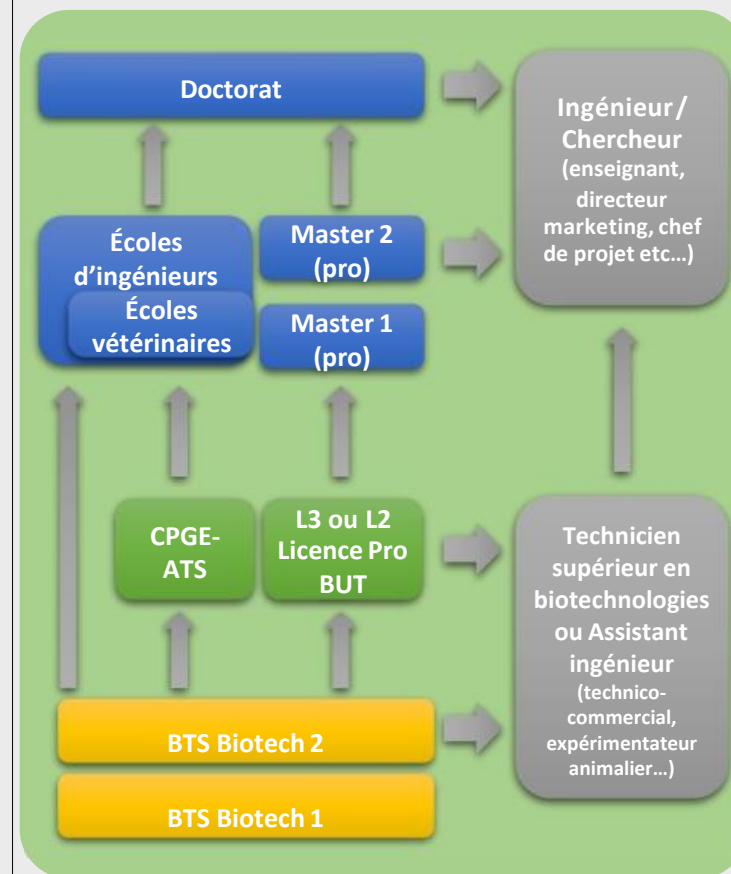 Doctorat
Ingénieur/
Chercheur
(enseignant,
directeur
marketing, chef
de projet etc…)
Écoles
d’ingénieurs
Écoles
vétérinaires
Master 2
(pro)
Master 1
(pro)
CPGE-
ATS
L3 ou L2
Licence Pro
BUT
Technicien
supérieur en
biotechnologies
ou Assistant
ingénieur
(technico-
commercial,
expérimentateur
animalier…)
BTS Biotech 2
BTS Biotech 1